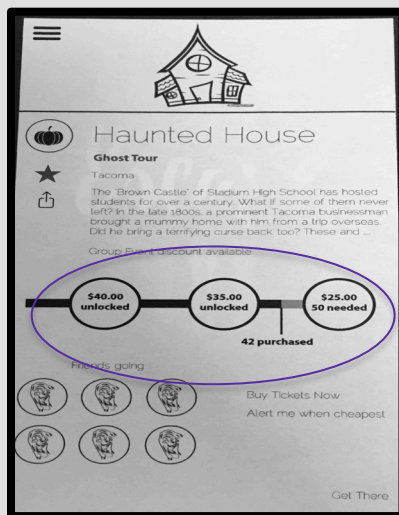 Haunted House
Ghost Tour
Tacoma
The "Brown Castle" of Stadium High School has hosted
students for over a century. What if some of them never
left? In the late 1800s, a prominent Tacoma businessman
brought a mummy home with him from a trip overseas.
Did he bring a terrifying curse back too? These and ...
Group Event discount available
$40.00
unlocked
$35.00
unlocked
$25.00
50 needed
42 purchased
Friends going
Buy Tickets Now
Alert me when cheapest
Get There